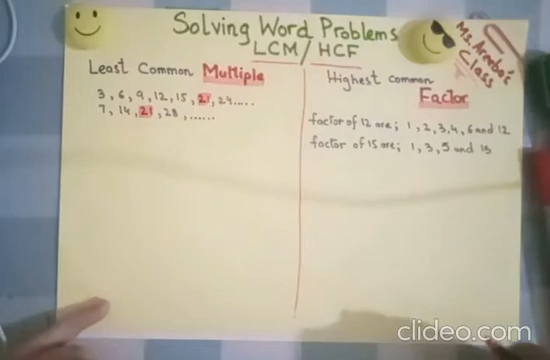 Solving Word Problems
LCM/HCF
Ms. Areeba's
Class
Least Common Multiple
3, 6, 9, 12, 15, 21, 24.....
7, 14, 21, 28, ......
Highest common
Factor
factor of 12 are; 1, 2, 3, 4, 6 and 12
factor of 15 are; 1, 3, 5 and 15
clideo.com